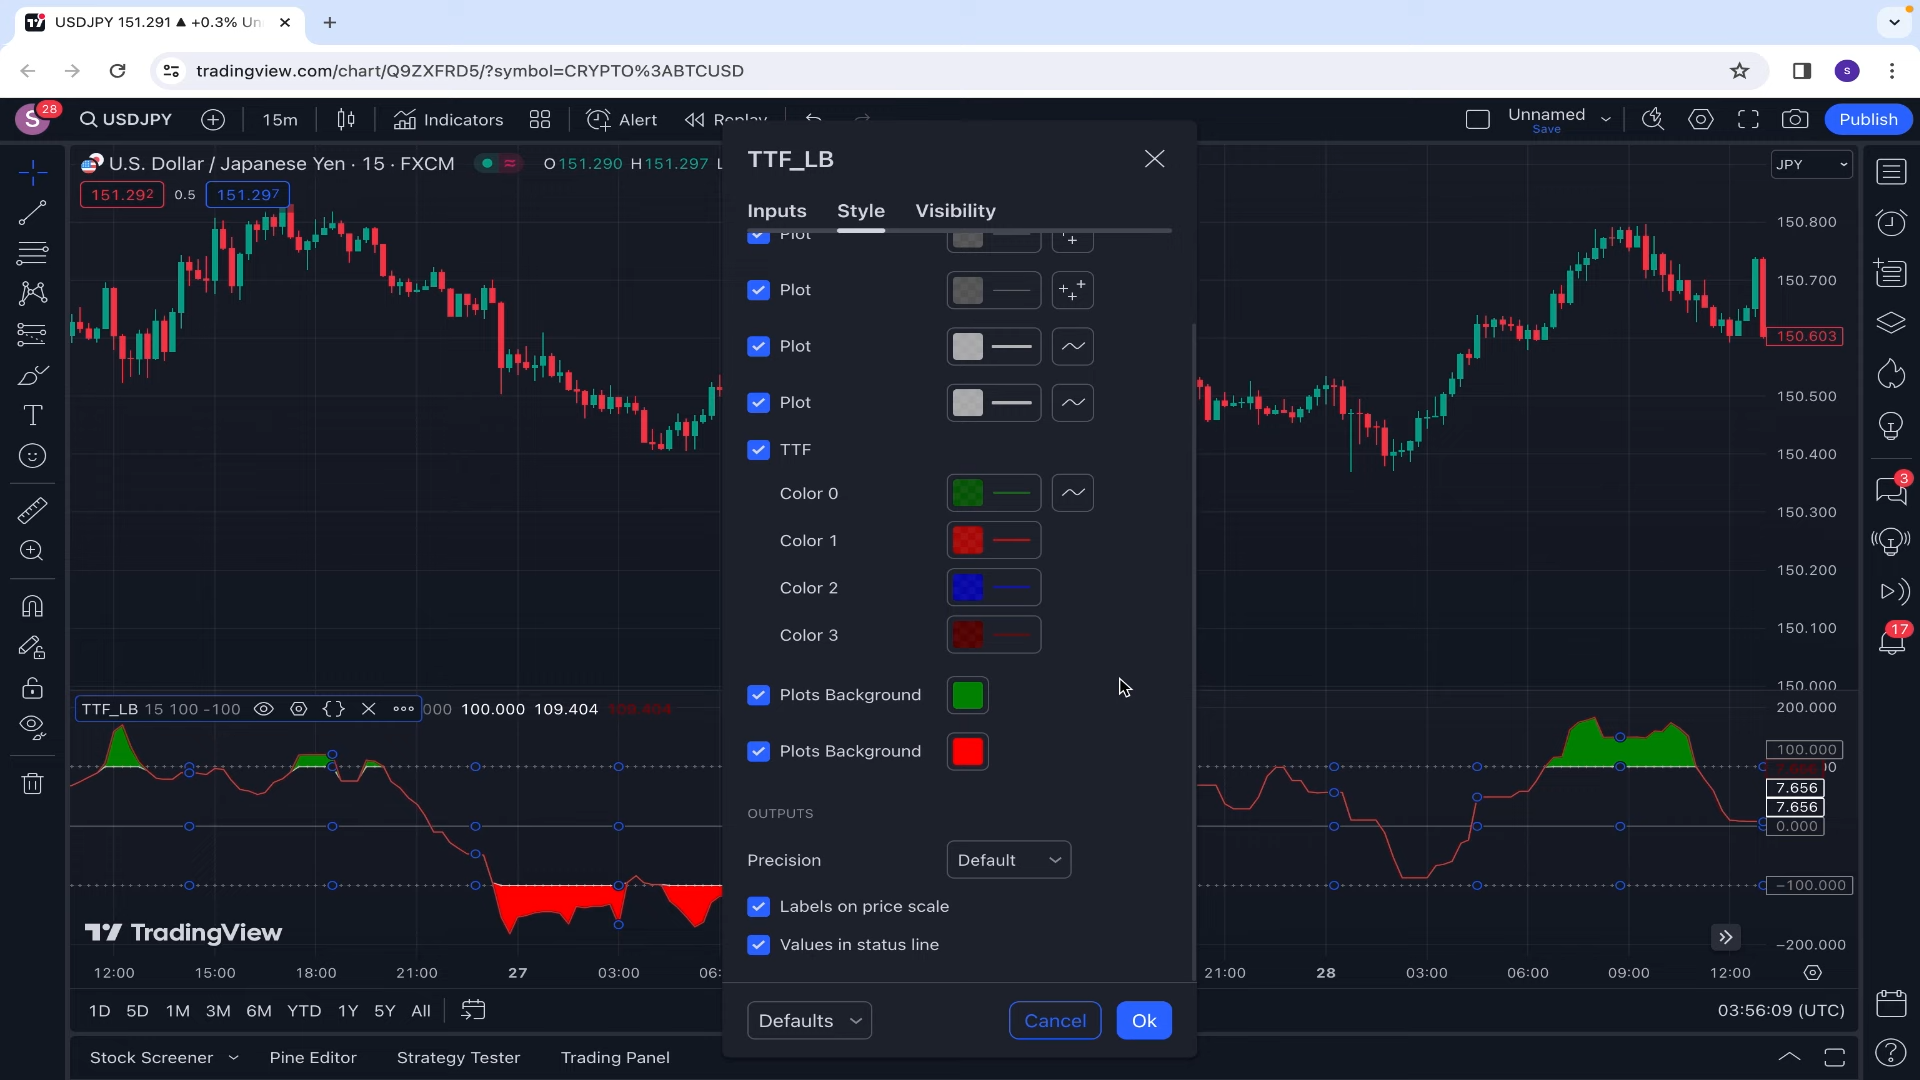 USDJPY 151.291 ▲ +0.3% Un
tradingview.com/chart/Q9ZXFRD5/?symbol=CRYPTO%3ABTCUSD
S
S 28
USDJPY
15m
Indicators
Alert
Replay
Unnamed
Save
Publish
U.S. Dollar / Japanese Yen · 15 · FXCM
O151.290 H151.297 L
151.292
0.5
151.297
JPY
TTF_LB
Inputs
Style
Visibility
Plot
Plot
Plot
Plot
TTF
Color 0
Color 1
Color 2
Color 3
Plots Background
Plots Background
OUTPUTS
Precision
Default
Labels on price scale
Values in status line
Defaults
Cancel
Ok
150.800
150.700
150.603
150.500
150.400
150.300
150.200
150.100
150.000
200.000
100.000
7.656
7.656
0.000
−100.000
−200.000
3
17
TTF_LB 15 100 -100
000 100.000 109.404 109.404
TradingView
12:00 15:00 18:00 21:00 27 03:00 06: 21:00 28 03:00 06:00 09:00 12:00
1D 5D 1M 3M 6M YTD 1Y 5Y All
03:56:09 (UTC)
Stock Screener
Pine Editor
Strategy Tester
Trading Panel